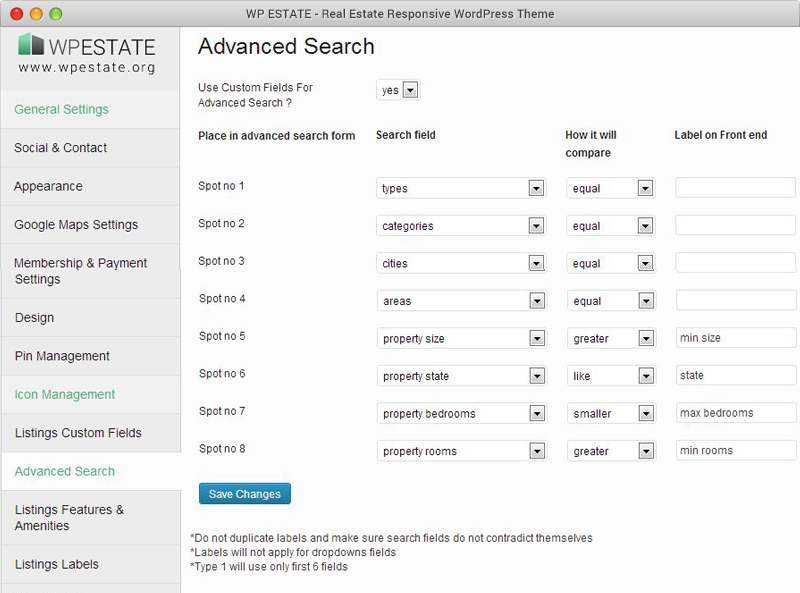 WP ESTATE - Real Estate Responsive WordPress Theme
WPESTATE
www.wpestate.org
General Settings
Social & Contact
Appearance
Google Maps Settings
Membership & Payment
Settings
Design
Pin Management
Icon Management
Listings Custom Fields
Advanced Search
Listings Features &
Amenities
Listings Labels
Advanced Search
Use Custom Fields For
Advanced Search ?
yes
Place in advanced search form
Search field
How it will
compare
Label on Front end
Spot no 1 types equal
Spot no 2 categories equal
Spot no 3 cities equal
Spot no 4 areas equal
Spot no 5 property size greater min size
Spot no 6 property state like state
Spot no 7 property bedrooms smaller max bedrooms
Spot no 8 property rooms greater min rooms
Save Changes
*Do not duplicate labels and make sure search fields do not contradict themselves
*Labels will not apply for dropdowns fields
*Type 1 will use only first 6 fields